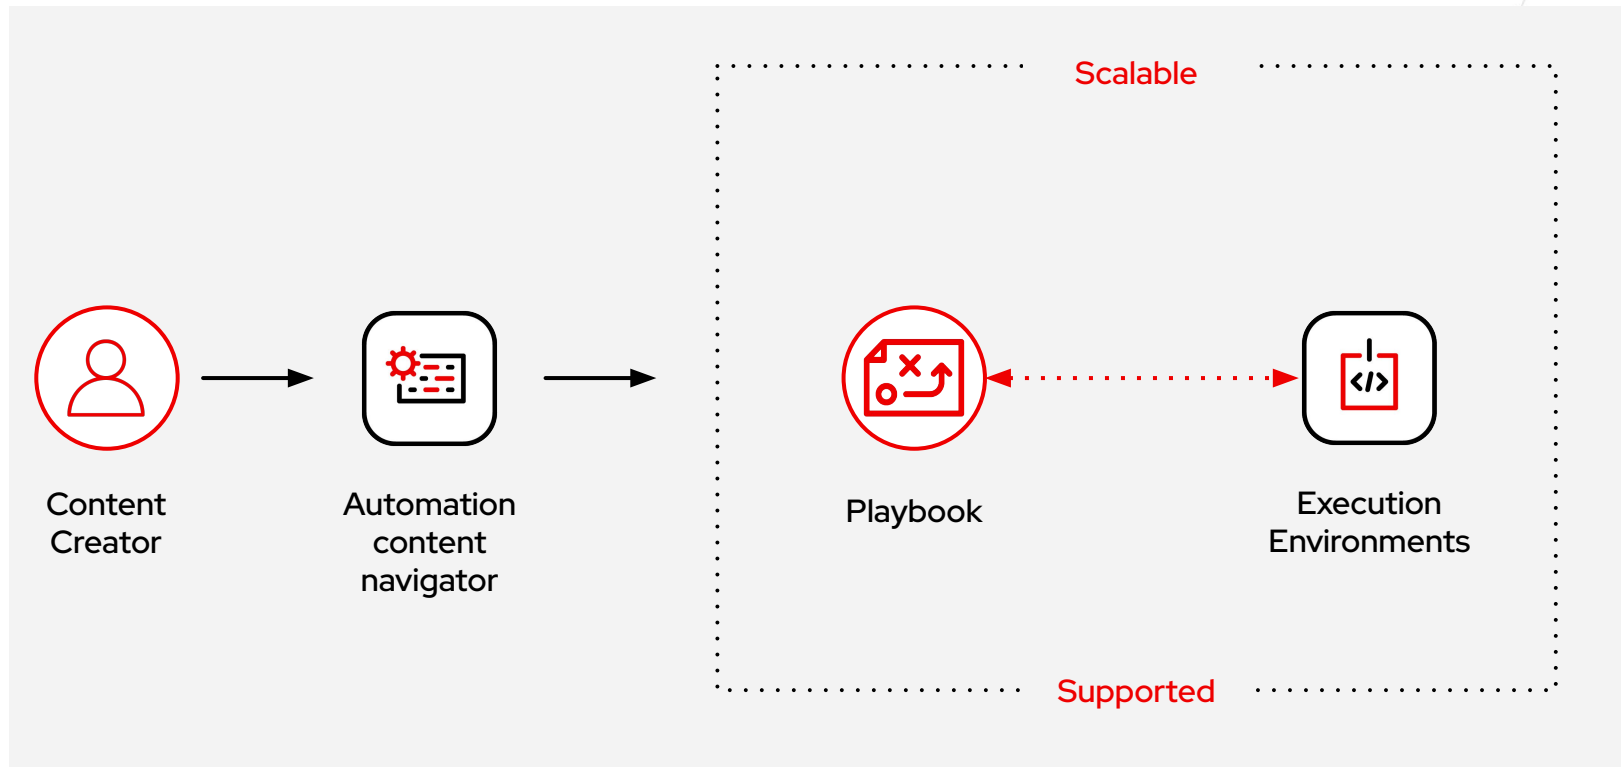 Scalable
Content
Creator
Automation
content
navigator
Playbook
Execution
Environments
Supported